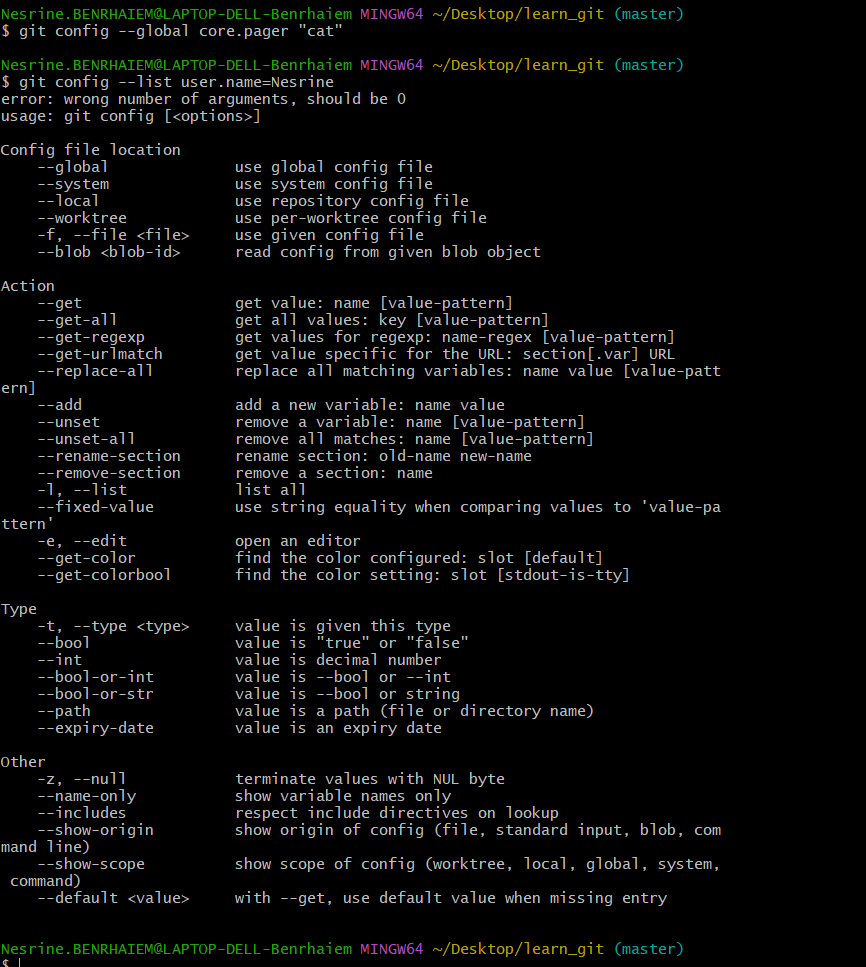 Nesrine.BENRHAIEM@LAPTOP-DELL-Benrhaiem MINGW64 ~/Desktop/learn_git (master)
$ git config --global core.pager "cat"

Nesrine.BENRHAIEM@LAPTOP-DELL-Benrhaiem MINGW64 ~/Desktop/learn_git (master)
$ git config --list user.name=Nesrine
error: wrong number of arguments, should be 0
usage: git config [<options>]

Config file location
    --global              use global config file
    --system              use system config file
    --local               use repository config file
    --worktree            use per-worktree config file
    -f, --file <file>     use given config file
    --blob <blob-id>      read config from given blob object

Action
    --get                 get value: name [value-pattern]
    --get-all             get all values: key [value-pattern]
    --get-regexp          get values for regexp: name-regex [value-pattern]
    --get-urlmatch        get value specific for the URL: section[.var] URL
    --replace-all         replace all matching variables: name value [value-patt
ern]
    --add                 add a new variable: name value
    --unset               remove a variable: name [value-pattern]
    --unset-all           remove all matches: name [value-pattern]
    --rename-section      rename section: old-name new-name
    --remove-section      remove a section: name
    -l, --list            list all
    --fixed-value         use string equality when comparing values to 'value-pa
ttern'
    -e, --edit            open an editor
    --get-color           find the color configured: slot [default]
    --get-colorbool       find the color setting: slot [stdout-is-tty]

Type
    -t, --type <type>     value is given this type
    --bool                value is "true" or "false"
    --int                 value is decimal number
    --bool-or-int         value is --bool or --int
    --bool-or-str         value is --bool or string
    --path                value is a path (file or directory name)
    --expiry-date         value is an expiry date

Other
    -z, --null            terminate values with NUL byte
    --name-only           show variable names only
    --includes            respect include directives on lookup
    --show-origin         show origin of config (file, standard input, blob, com
mand line)
    --show-scope          show scope of config (worktree, local, global, system,
 command)
    --default <value>     with --get, use default value when missing entry

Nesrine.BENRHAIEM@LAPTOP-DELL-Benrhaiem MINGW64 ~/Desktop/learn_git (master)
$